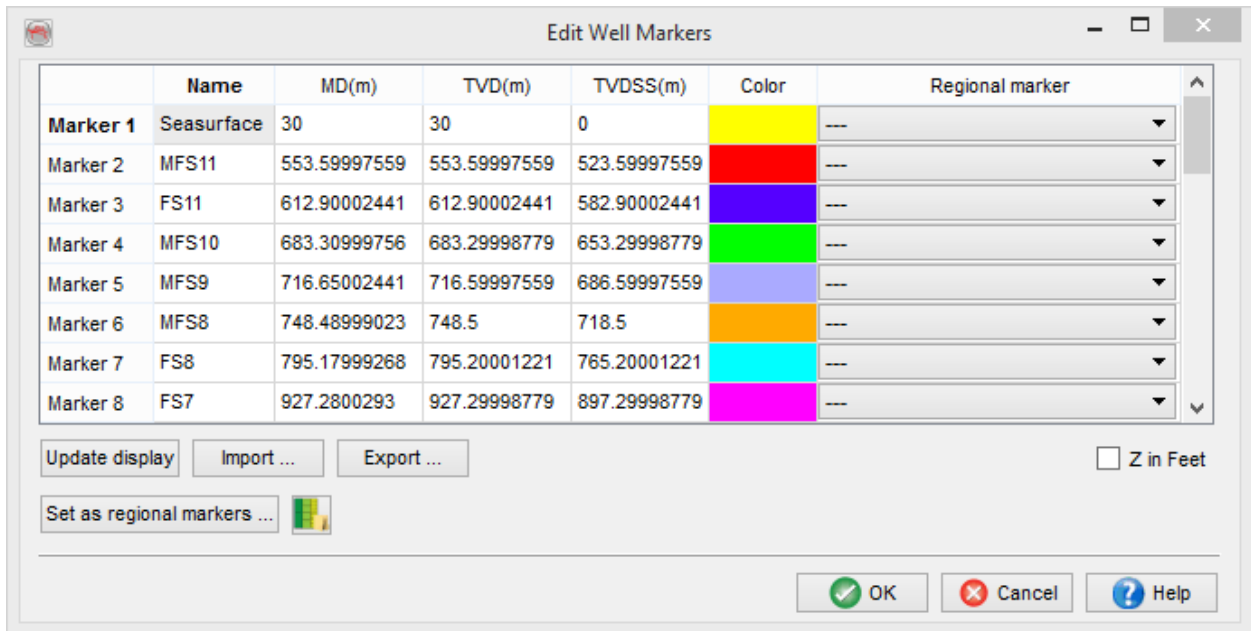 Edit Well Markers
Name MD(m) TVD(m) TVDSS(m) Color Regional marker
Marker 1 Seasurface 30 30 0 ---
Marker 2 MFS11 553.59997559 553.59997559 523.59997559 ---
Marker 3 FS11 612.90002441 612.90002441 582.90002441 ---
Marker 4 MFS10 683.30999756 683.29998779 653.29998779 ---
Marker 5 MFS9 716.65002441 716.59997559 686.59997559 ---
Marker 6 MFS8 748.48999023 748.5 718.5 ---
Marker 7 FS8 795.17999268 795.20001221 765.20001221 ---
Marker 8 FS7 927.2800293 927.29998779 897.29998779 ---
Update display Import ... Export ... Z in Feet
Set as regional markers ...
OK Cancel Help